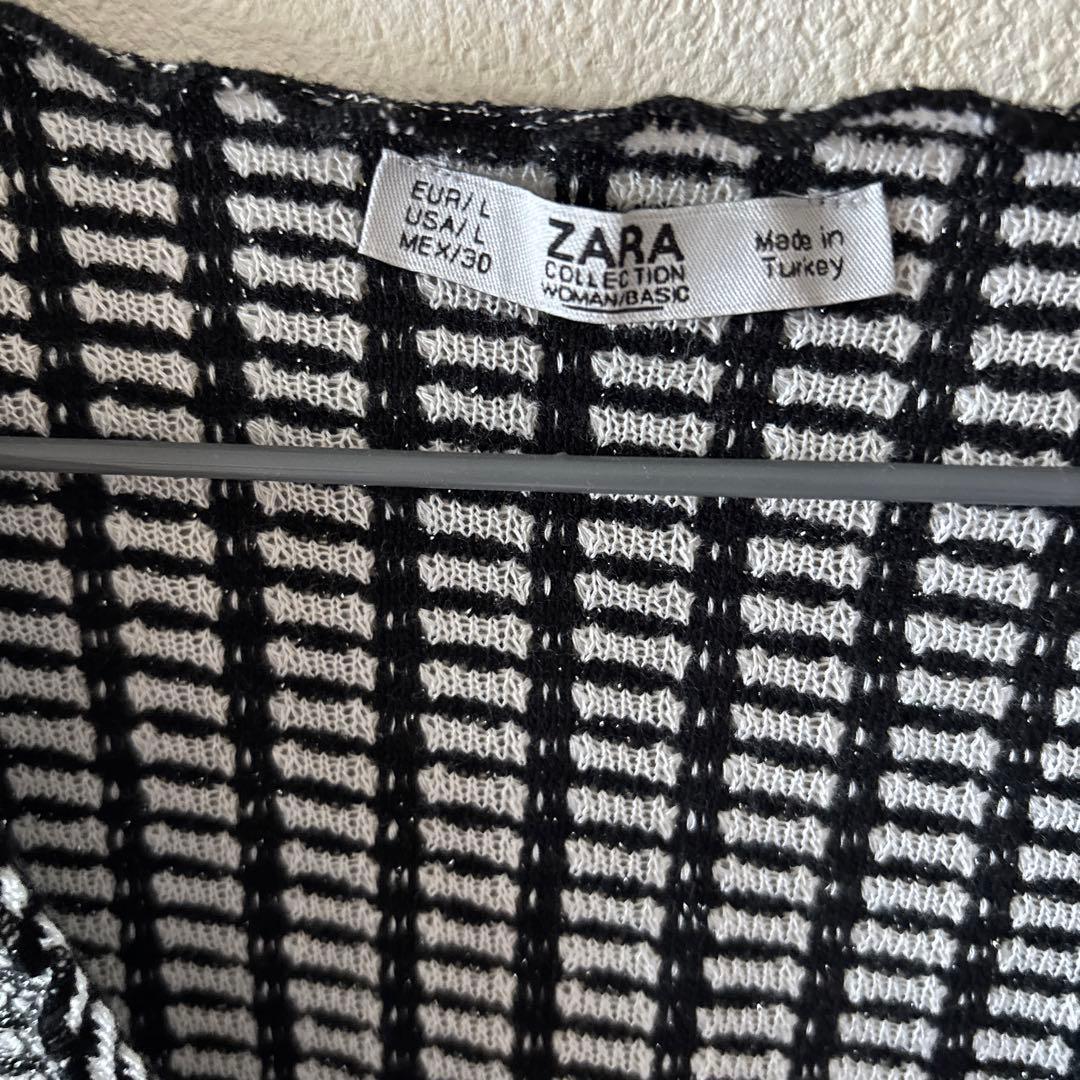 EUR/L
USA/L
MEX/30
ZARA
COLLECTION
WOMAN/BASIC
Made in
Turkey